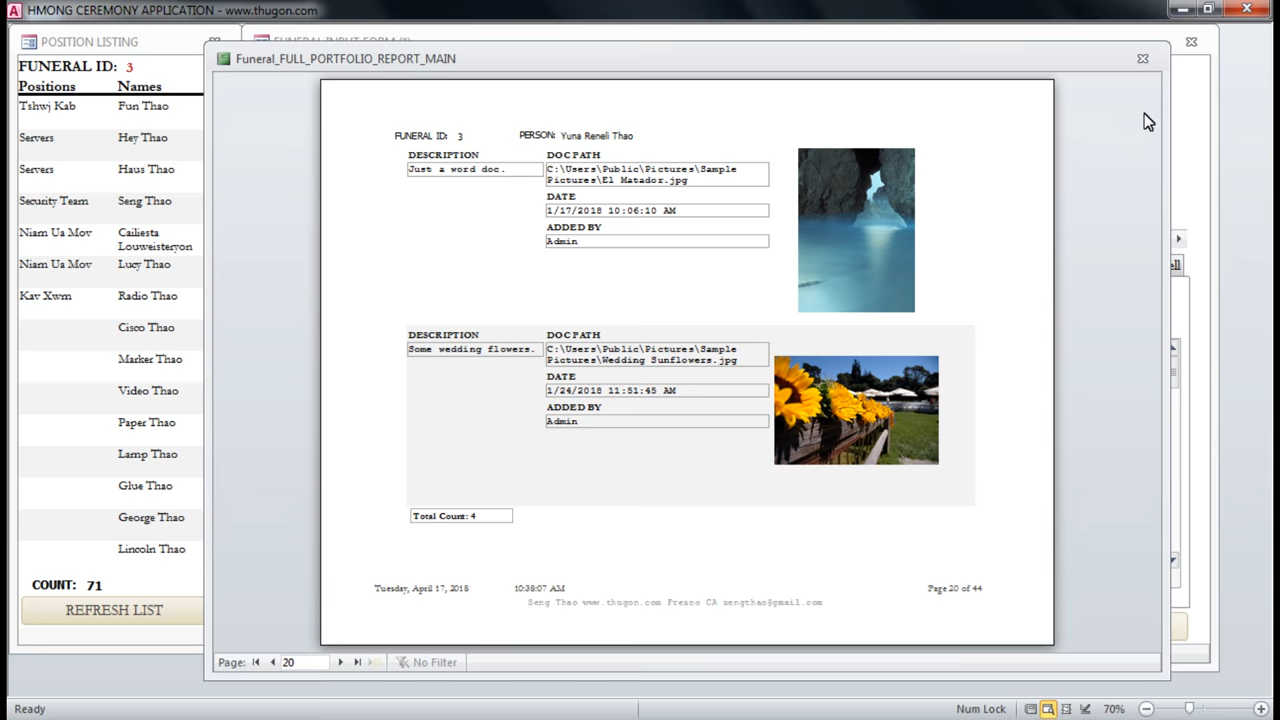 HMONG CEREMONY APPLICATION - www.thugon.com
POSITION LISTING
FUNERAL ID: 3
Positions Names
Tshwj Kab Fun Thao
Servers Hey Thao
Servers Haus Thao
Security Team Seng Thao
Niam Ua Mov Cailiesta
Louweisteryon
Niam Ua Mov Lucy Thao
Kav Xwm Radio Thao
Cisco Thao
Marker Thao
Video Thao
Paper Thao
Lamp Thao
Glue Thao
George Thao
Lincoln Thao
COUNT: 71
REFRESH LIST
Funeral_FULL_PORTFOLIO_REPORT_MAIN
FUNERAL ID: 3 PERSON: Yuna Reneli Thao
DESCRIPTION DOC PATH
Just a word doc. C:\Users\Public\Pictures\Sample
Pictures\El Matador.jpg
DATE
1/17/2018 10:06:10 AM
ADDED BY
Admin
DESCRIPTION DOC PATH
Some wedding flowers. C:\Users\Public\Pictures\Sample
Pictures\Wedding Sunflowers.jpg
DATE
1/24/2018 11:51:45 AM
ADDED BY
Admin
Total Count: 4
Tuesday, April 17, 2018 10:38:07 AM Page 20 of 44
Seng Thao www.thugon.com Fresno CA sengthao@gmail.com
Page: 20 No Filter
Ready Num Lock 70%